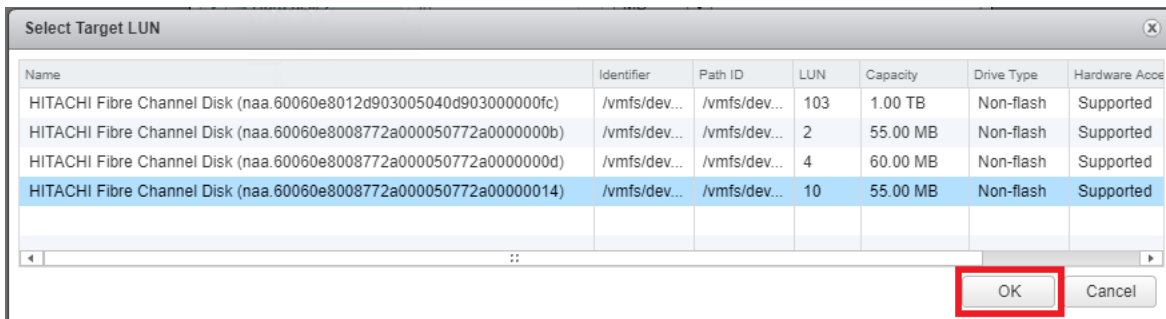 Select Target LUN
Name Identifier Path ID LUN Capacity Drive Type Hardware Acce
HITACHI Fibre Channel Disk (naa.60060e8012d903005040d903000000fc) /vmfs/dev... /vmfs/dev... 103 1.00 TB Non-flash Supported
HITACHI Fibre Channel Disk (naa.60060e8008772a000050772a0000000b) /vmfs/dev... /vmfs/dev... 2 55.00 MB Non-flash Supported
HITACHI Fibre Channel Disk (naa.60060e8008772a000050772a0000000d) /vmfs/dev... /vmfs/dev... 4 60.00 MB Non-flash Supported
HITACHI Fibre Channel Disk (naa.60060e8008772a000050772a00000014) /vmfs/dev... /vmfs/dev... 10 55.00 MB Non-flash Supported
OK Cancel